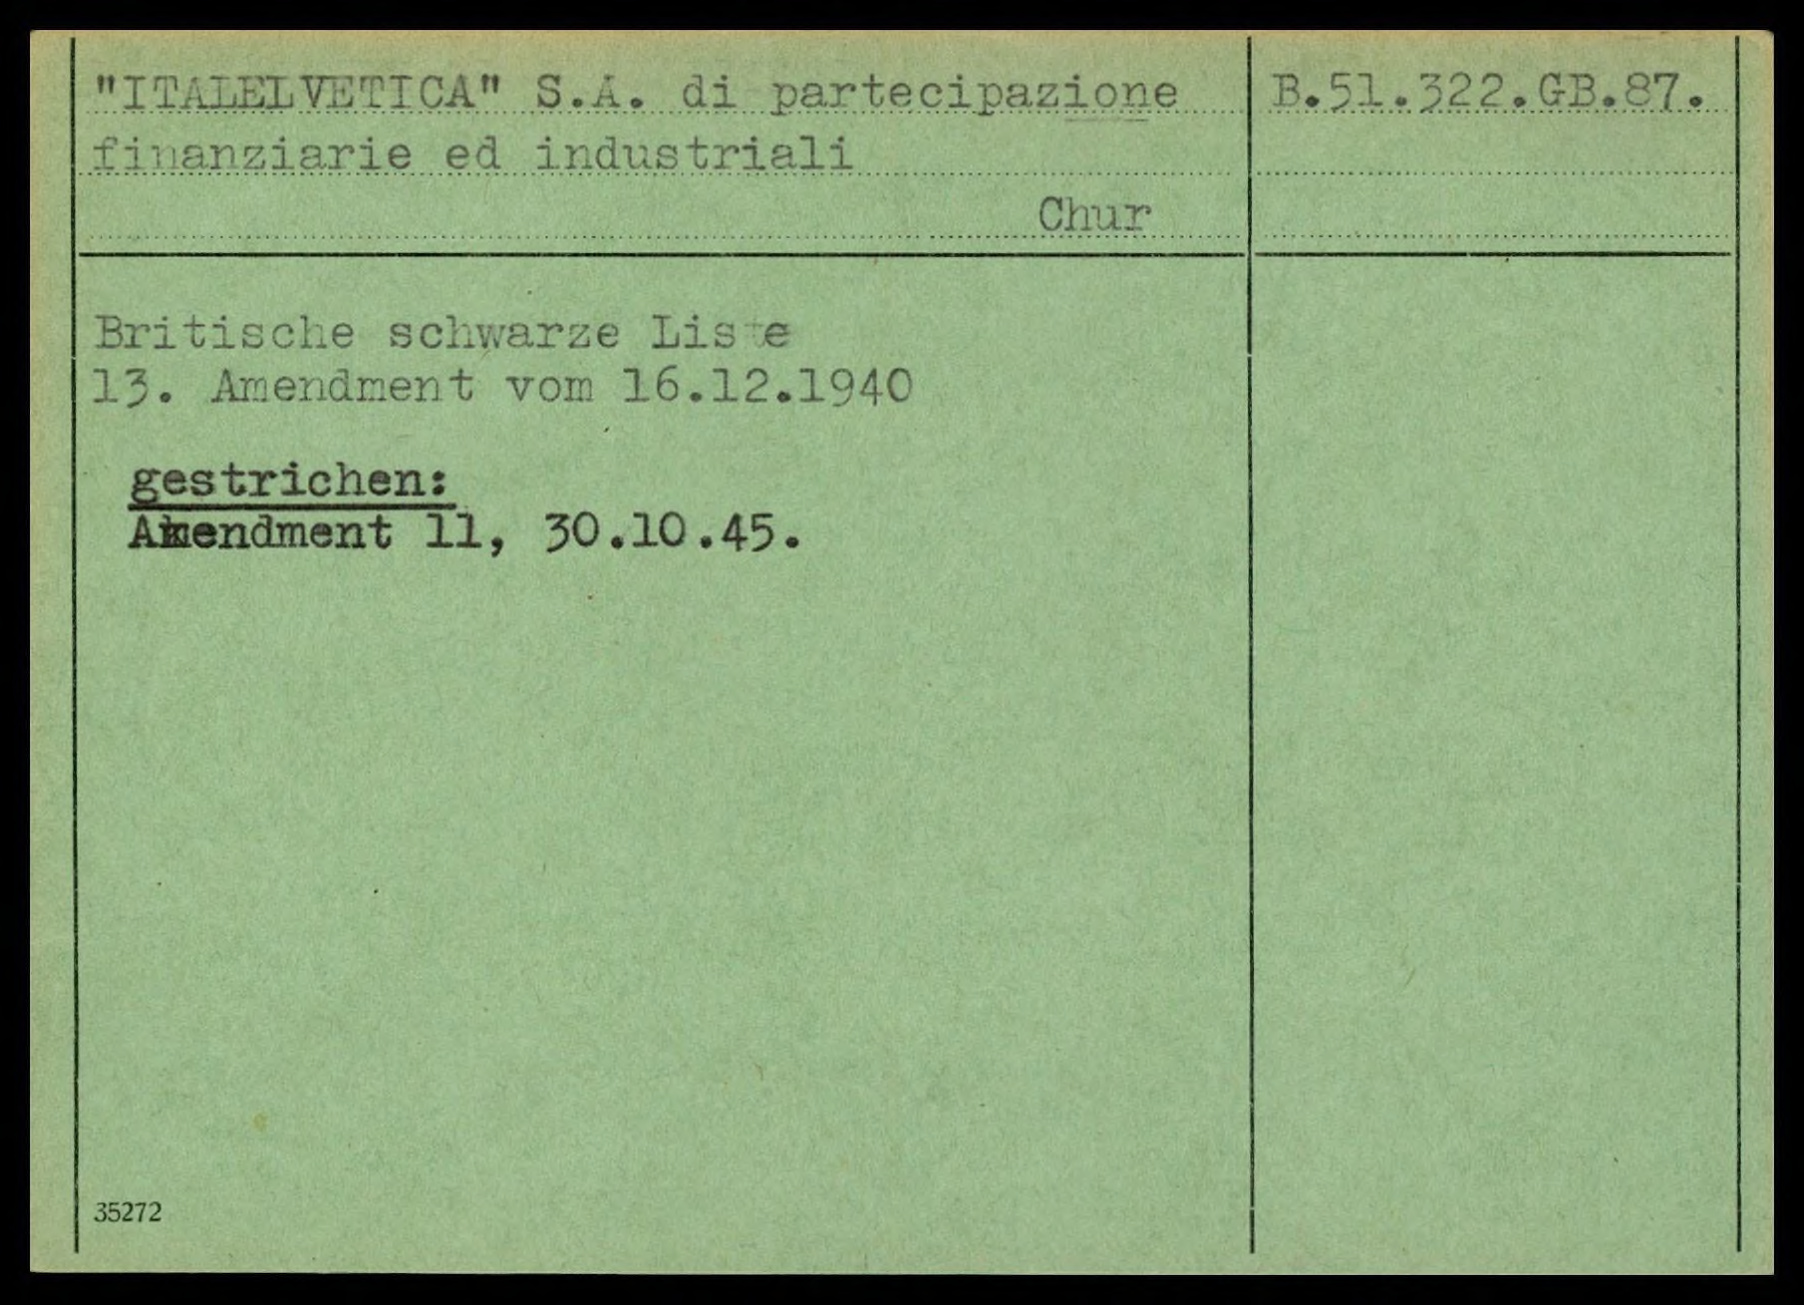 "ITALELVETICA" S.A. di partecipazione
finanziarie ed industriali
Chur
B.51.322.GB.87.
Britische schwarze Liste
13. Amendment vom 16.12.1940
gestrichen:
Amendment 11, 30.10.45.
35272